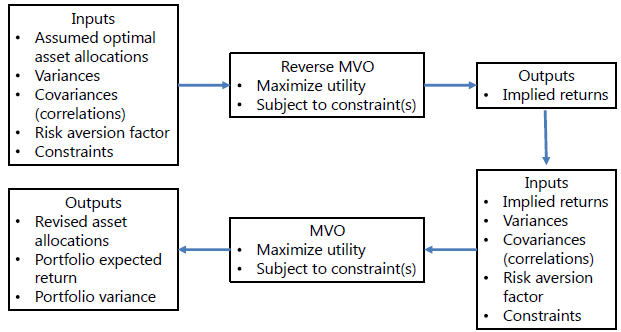 Inputs
• Assumed optimal
asset allocations
• Variances
• Covariances
(correlations)
• Risk aversion factor
• Constraints
Reverse MVO
• Maximize utility
• Subject to constraint(s)
Outputs
• Implied returns
Inputs
• Implied returns
• Variances
• Covariances
(correlations)
• Risk aversion
factor
• Constraints
MVO
• Maximize utility
• Subject to constraint(s)
Outputs
• Revised asset
allocations
• Portfolio expected
return
• Portfolio variance